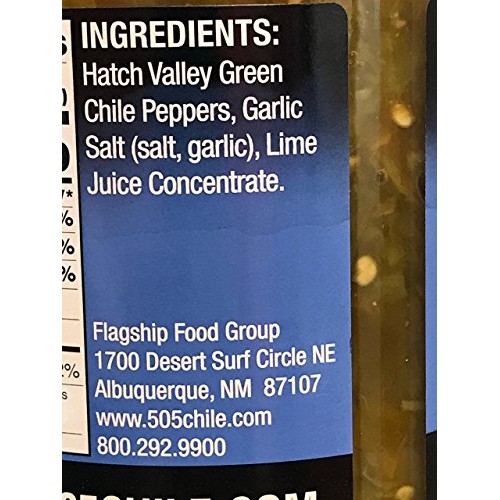 INGREDIENTS:
Hatch Valley Green
Chile Peppers, Garlic
Salt (salt, garlic), Lime
Juice Concentrate.
Flagship Food Group
1700 Desert Surf Circle NE
Albuquerque, NM 87107
www.505chile.com
800.292.9900